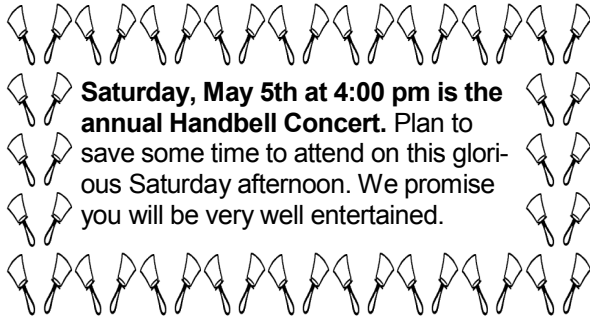 Saturday, May 5th at 4:00 pm is the
annual Handbell Concert. Plan to
save some time to attend on this glori-
ous Saturday afternoon. We promise
you will be very well entertained.